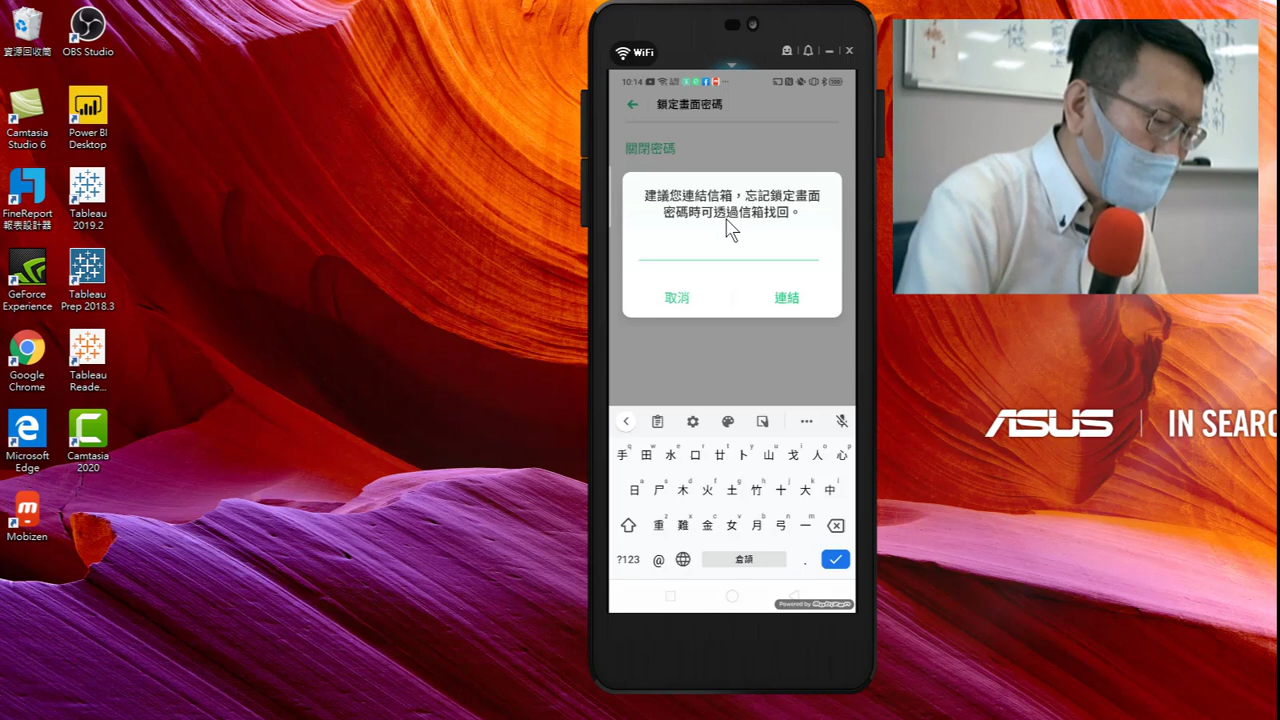 資源回收筒
OBS Studio
Camtasia
Studio 6
Power BI
Desktop
FineReport
報表設計器
Tableau
2019.2
GeForce
Experience
Tableau
Prep 2018.3
Google
Chrome
Tableau
Reade...
Microsoft
Edge
Camtasia
2020
Mobizen
WiFi
10:14
鎖定畫面密碼
關閉密碼
建議您連結信箱,忘記鎖定畫面
密碼時可透過信箱找回。
取消
連結
手 田 水 口 廿 卜 山 戈 人 心
q w e r t y u i o p
日 尸 木 火 土 竹 十 大 中
a s d f g h j k l
重 難 金 女 月 弓 一
z x c v b n m
?123 @ 倉頡 .
Powered by Mobizen
ASUS | IN SEARC